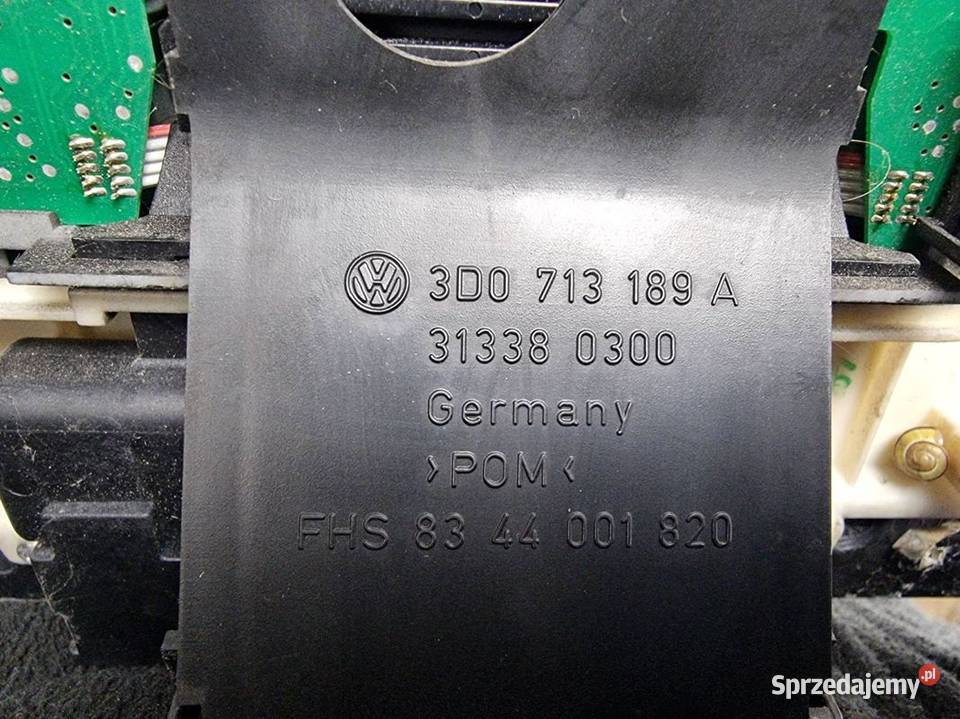 3D0 713 189 A
31338 0300
Germany
>POM<
FHS 83 44 001 820
Sprzedajemy.pl